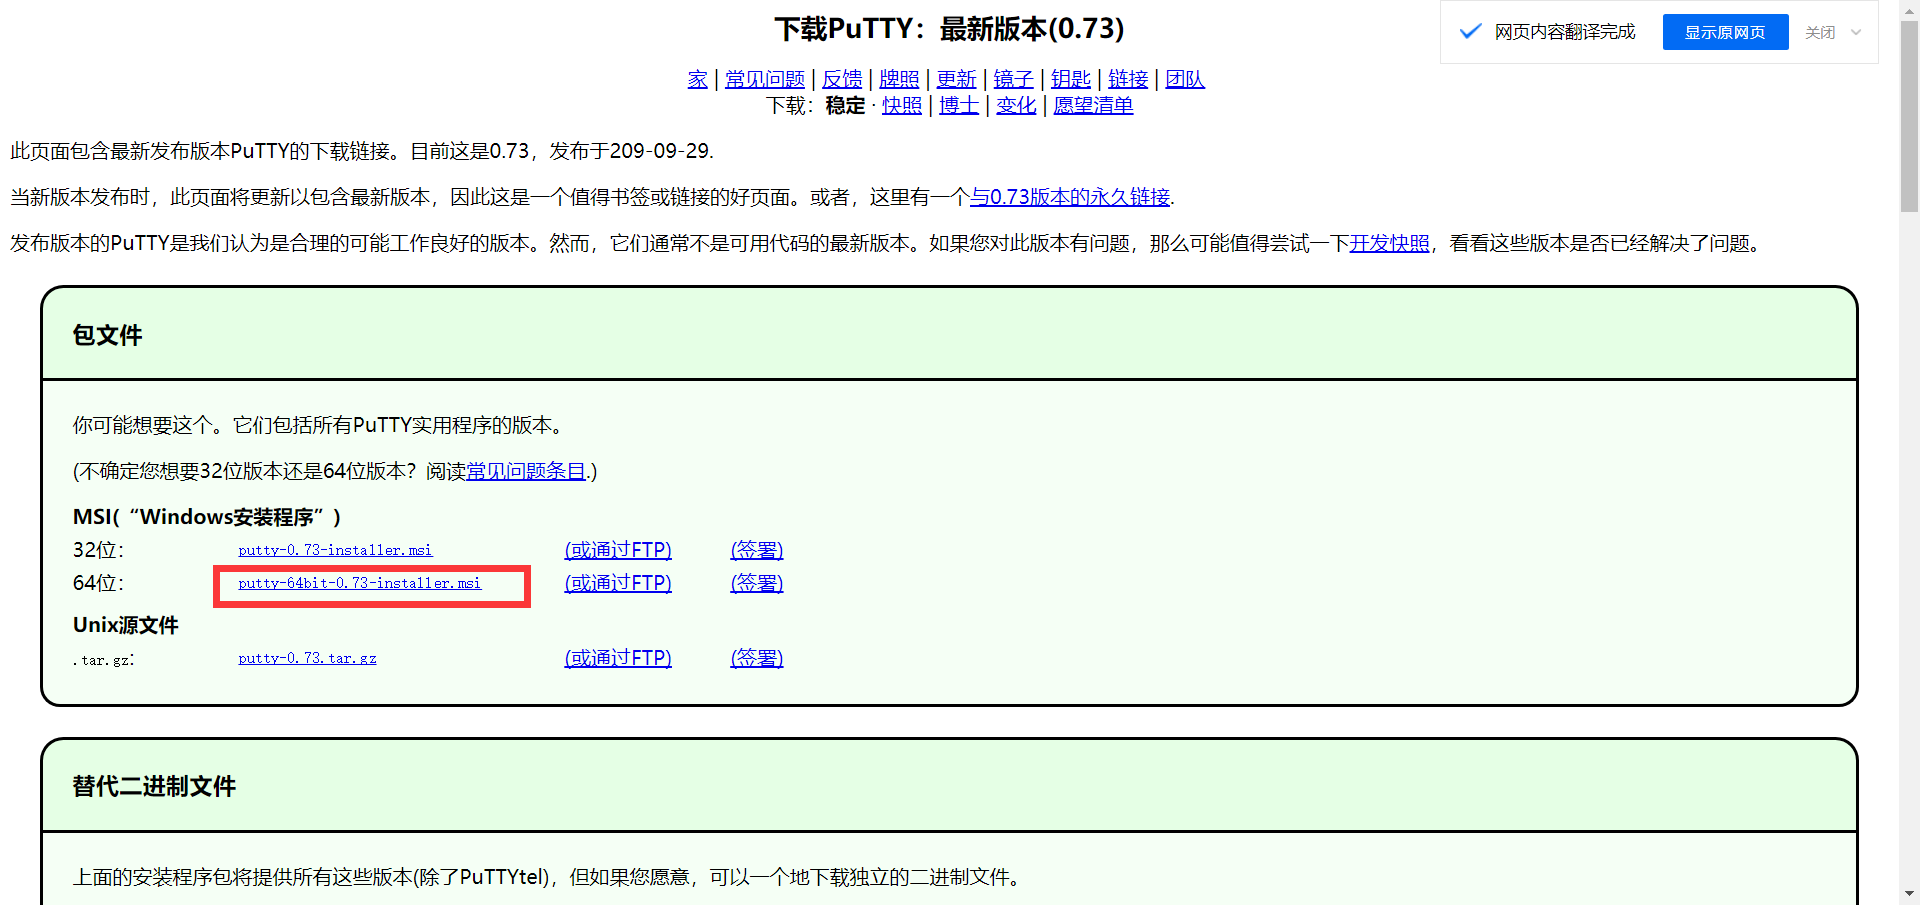 下载PuTTY：最新版本(0.73)
网页内容翻译完成 显示原网页 关闭
家 | 常见问题 | 反馈 | 牌照 | 更新 | 镜子 | 钥匙 | 链接 | 团队
下载：稳定 · 快照 | 博士 | 变化 | 愿望清单
此页面包含最新发布版本PuTTY的下载链接。目前这是0.73，发布于209-09-29.
当新版本发布时，此页面将更新以包含最新版本，因此这是一个值得书签或链接的好页面。或者，这里有一个与0.73版本的永久链接.
发布版本的PuTTY是我们认为是合理的可能工作良好的版本。然而，它们通常不是可用代码的最新版本。如果您对此版本有问题，那么可能值得尝试一下开发快照，看看这些版本是否已经解决了问题。
包文件
你可能想要这个。它们包括所有PuTTY实用程序的版本。
(不确定您想要32位版本还是64位版本？阅读常见问题条目.)
MSI(“Windows安装程序”)
32位： putty-0.73-installer.msi (或通过FTP) (签署)
64位： putty-64bit-0.73-installer.msi (或通过FTP) (签署)
Unix源文件
.tar.gz： putty-0.73.tar.gz (或通过FTP) (签署)
替代二进制文件
上面的安装程序包将提供所有这些版本(除了PuTTYtel)，但如果您愿意，可以一个地下载独立的二进制文件。